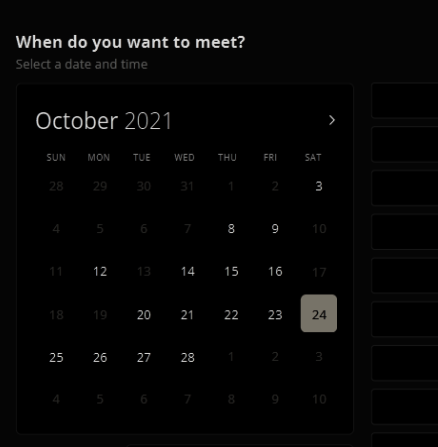 When do you want to meet?
Select a date and time
October 2021
SUN MON TUE WED THU FRI SAT
28 29 30 31 1 2 3
4 5 6 7 8 9 10
11 12 13 14 15 16 17
18 19 20 21 22 23 24
25 26 27 28 1 2 3
4 5 6 7 8 9 10